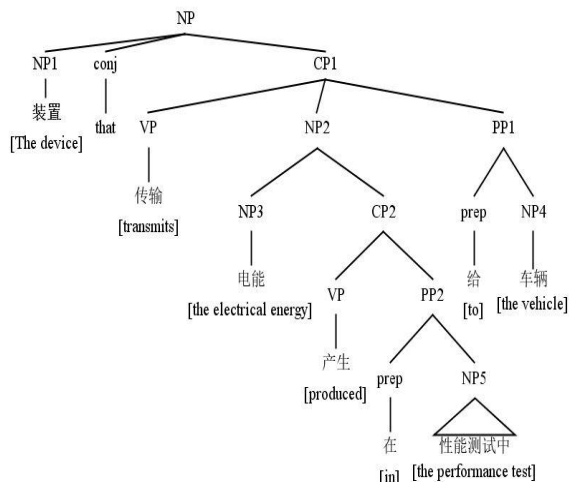 NP
NP1 conj CP1
装置 that VP NP2 PP1
[The device]
传输 NP3 CP2 prep NP4
[transmits]
电能 给 车辆
[the electrical energy] VP PP2 [to] [the vehicle]
产生 prep NP5
[produced]
在 性能测试中
[in] [the performance test]